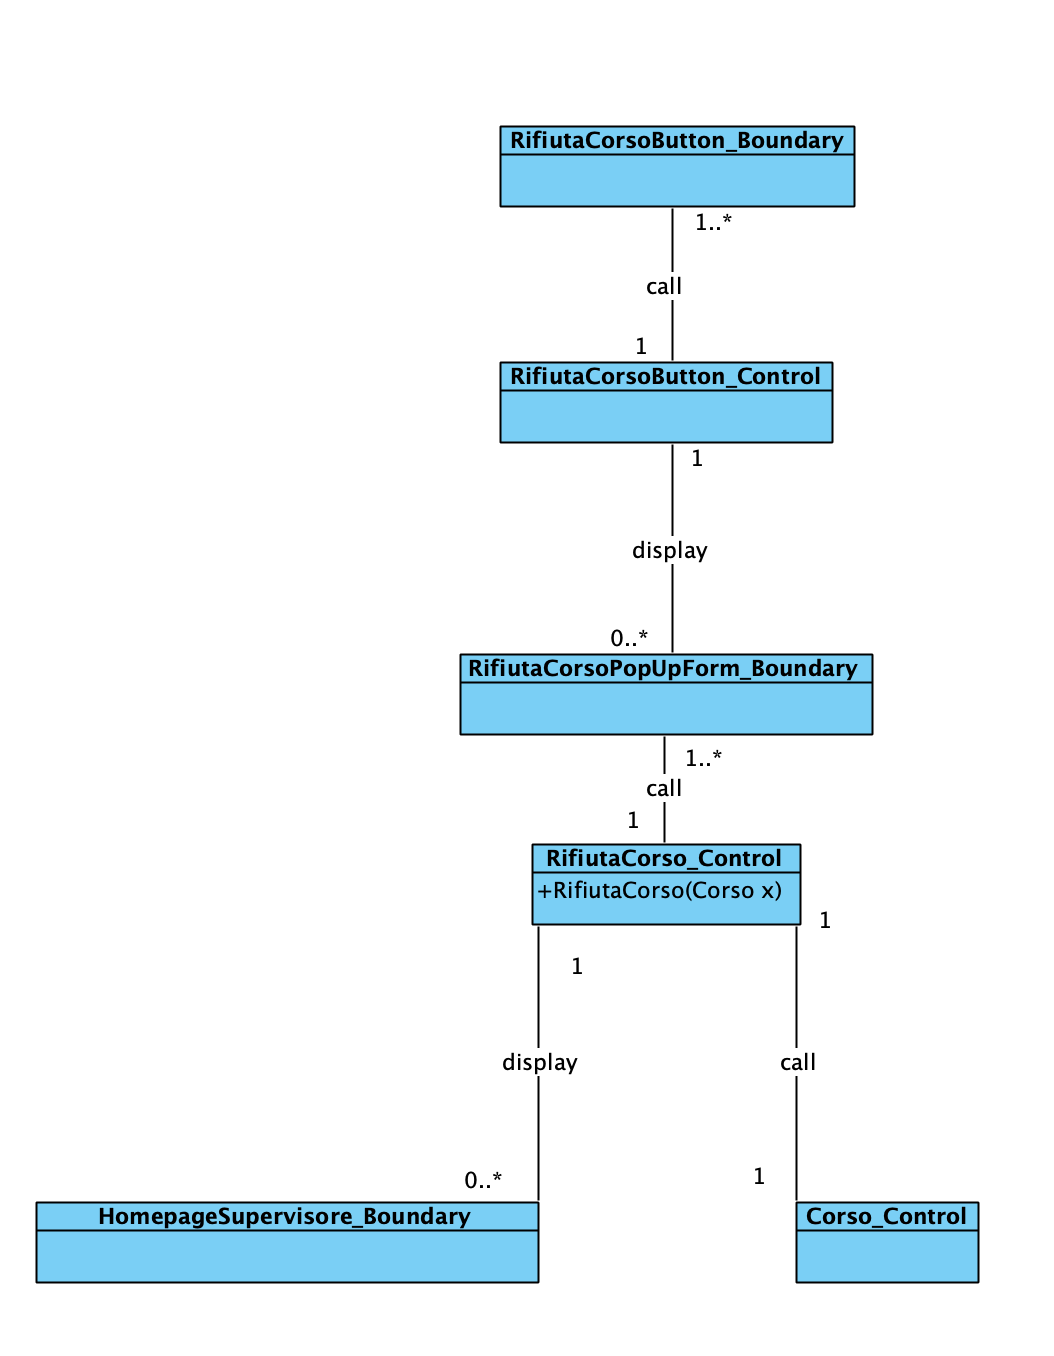 RifiutaCorsoButton_Boundary
1..*
call
1
RifiutaCorsoButton_Control
1
display
0..*
RifiutaCorsoPopUpForm_Boundary
1..*
call
1
RifiutaCorso_Control
+RifiutaCorso(Corso x)
1
1
display
call
0..*
1
HomepageSupervisore_Boundary
Corso_Control